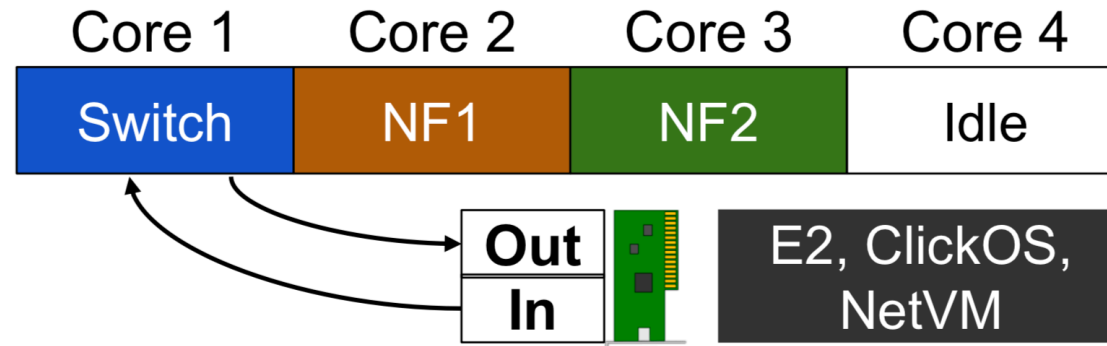 Core 1 Core 2 Core 3 Core 4
Switch NF1 NF2 Idle
Out
In
E2, ClickOS,
NetVM